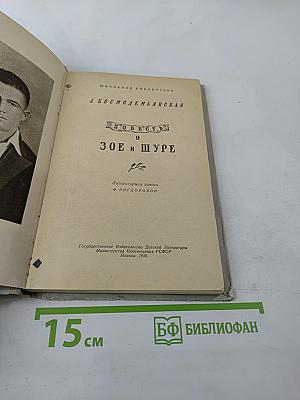 ШКОЛЬНАЯ БИБЛИОТЕКА
Л. КОСМОДЕМЬЯНСКАЯ
ПОВЕСТЬ
О
ЗОЕ и ШУРЕ
Литературная запись
Ф. ВИГДОРОВОЙ
Государственное Издательство Детской Литературы
Министерства Просвещения РСФСР
Москва 1956
15 см
БФ БИБЛИОФАН